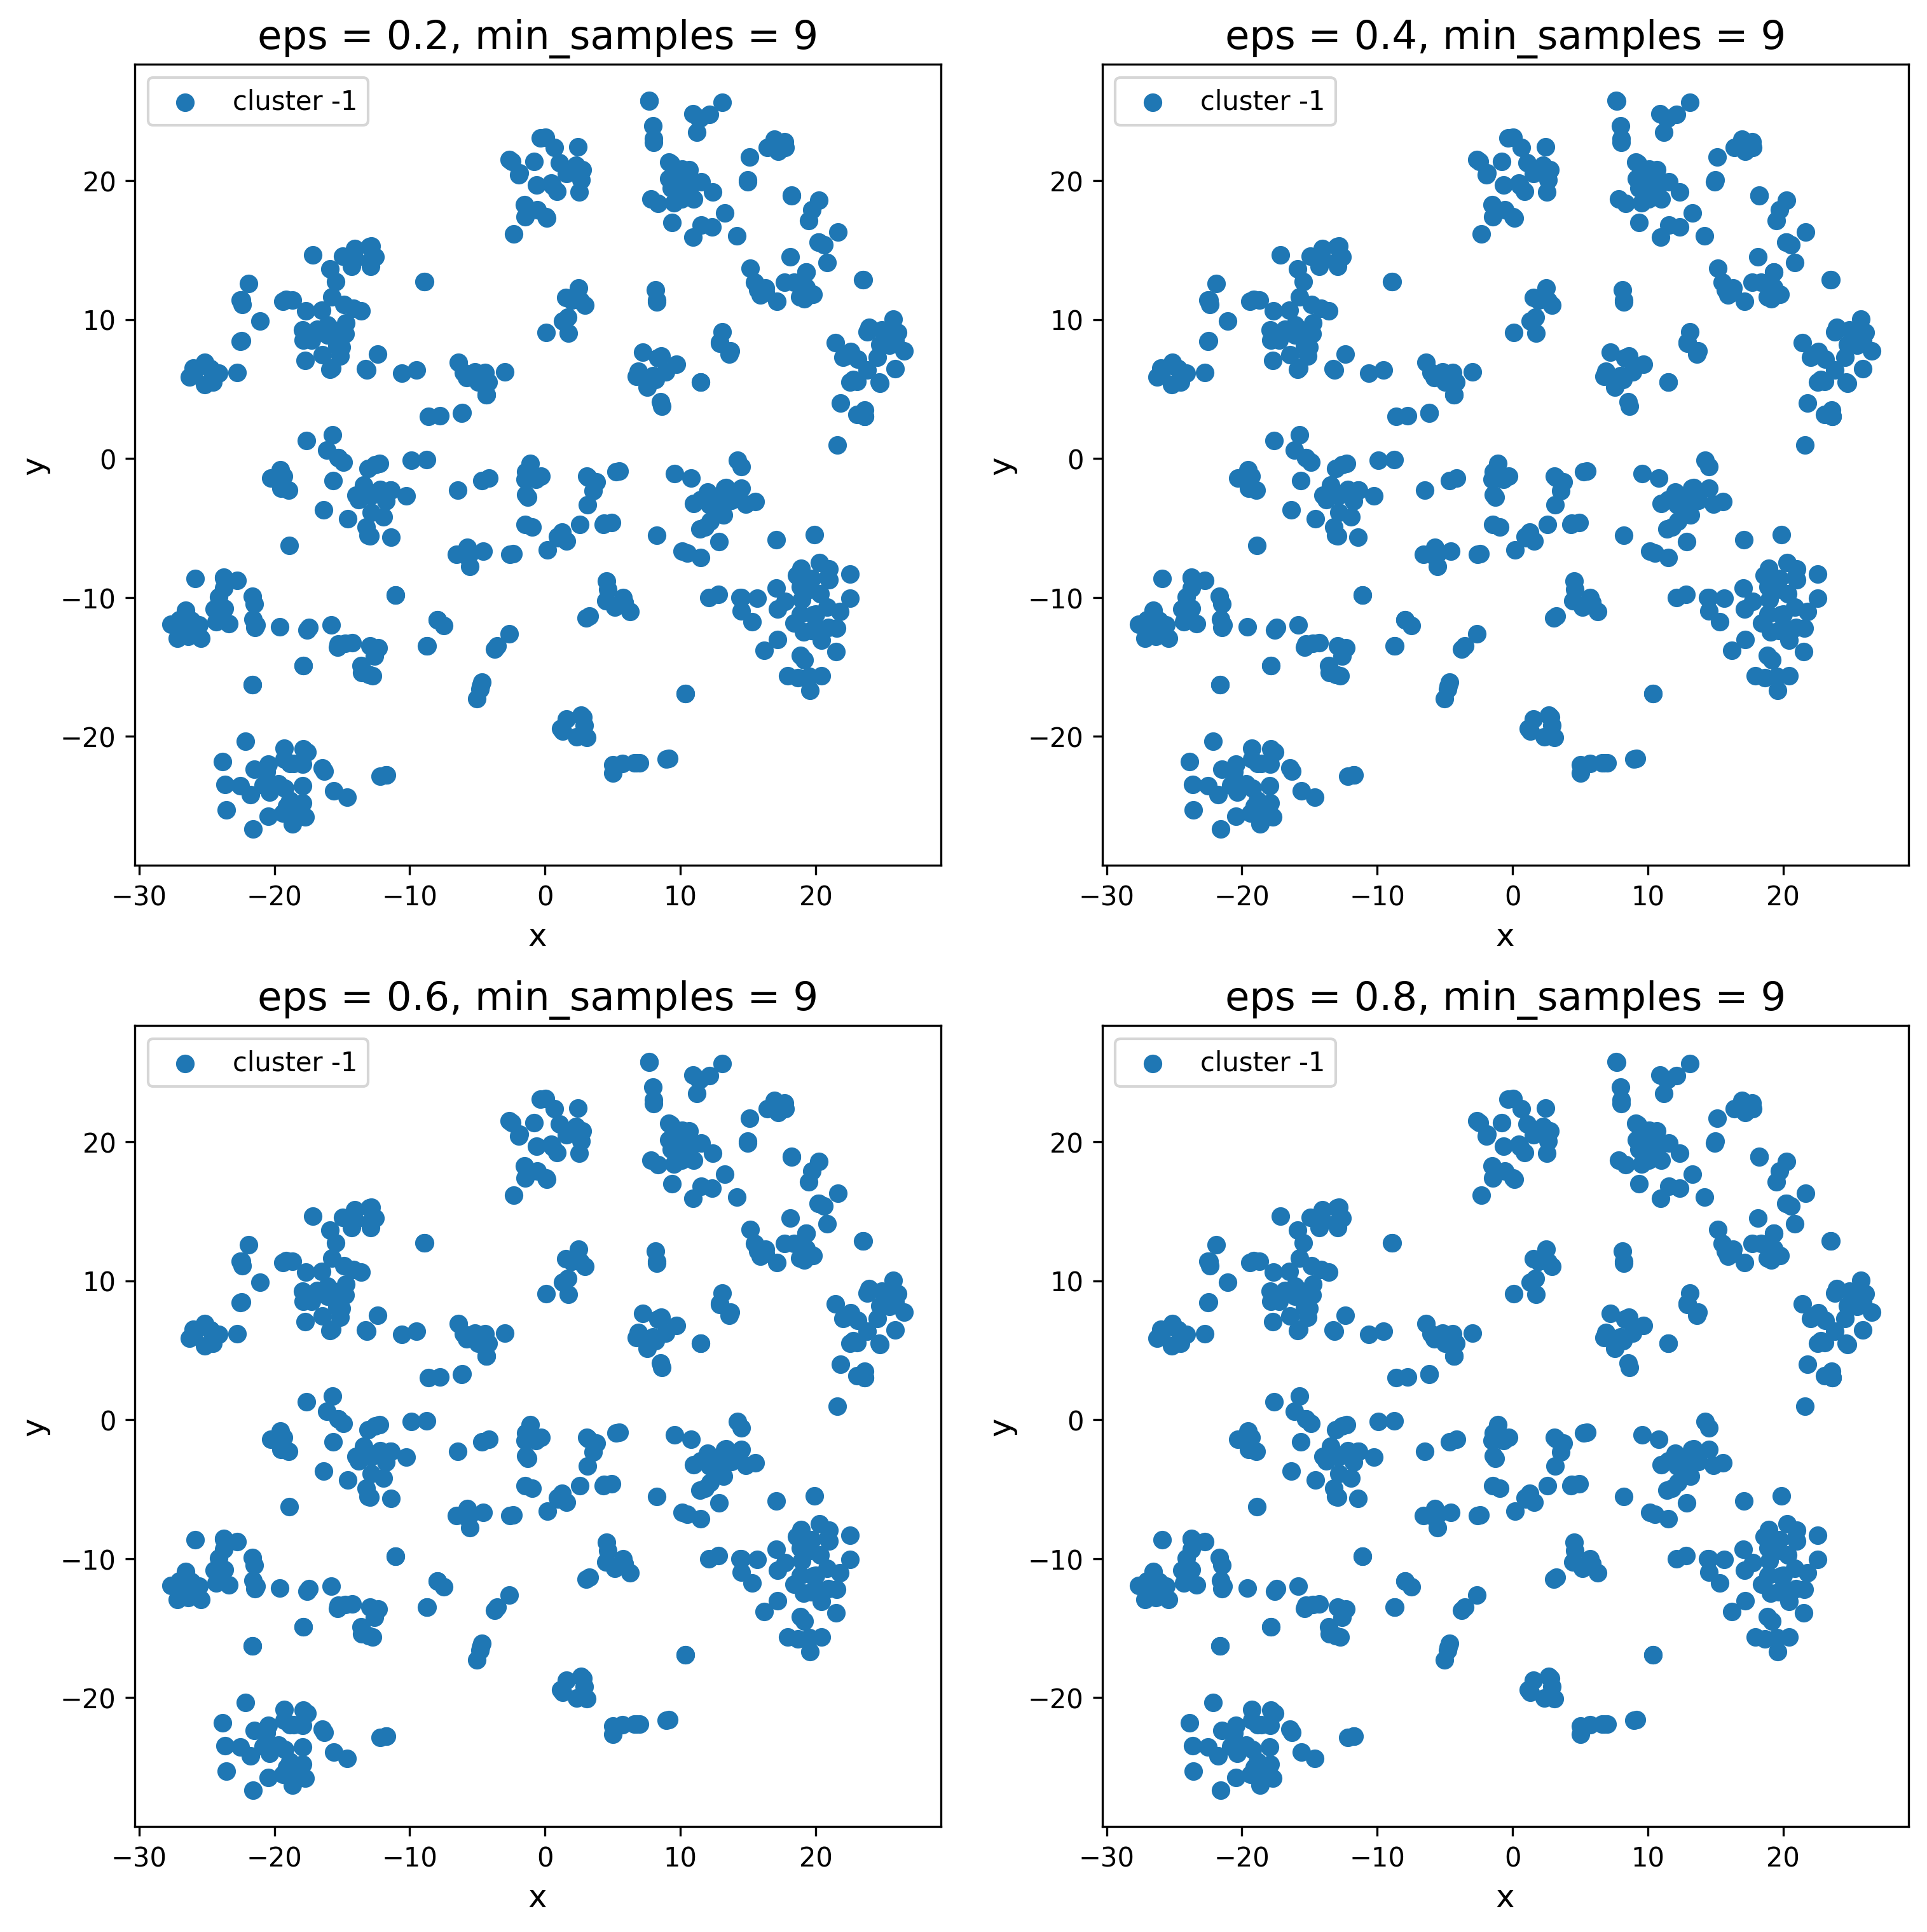 eps = 0.2, min_samples = 9
cluster -1
20
10
0
−10
−20
y
−30
−20
−10
0
10
20
x
eps = 0.4, min_samples = 9
cluster -1
20
10
0
−10
−20
y
−30
−20
−10
0
10
20
x
eps = 0.6, min_samples = 9
cluster -1
20
10
0
−10
−20
y
−30
−20
−10
0
10
20
x
eps = 0.8, min_samples = 9
cluster -1
20
10
0
−10
−20
y
−30
−20
−10
0
10
20
x